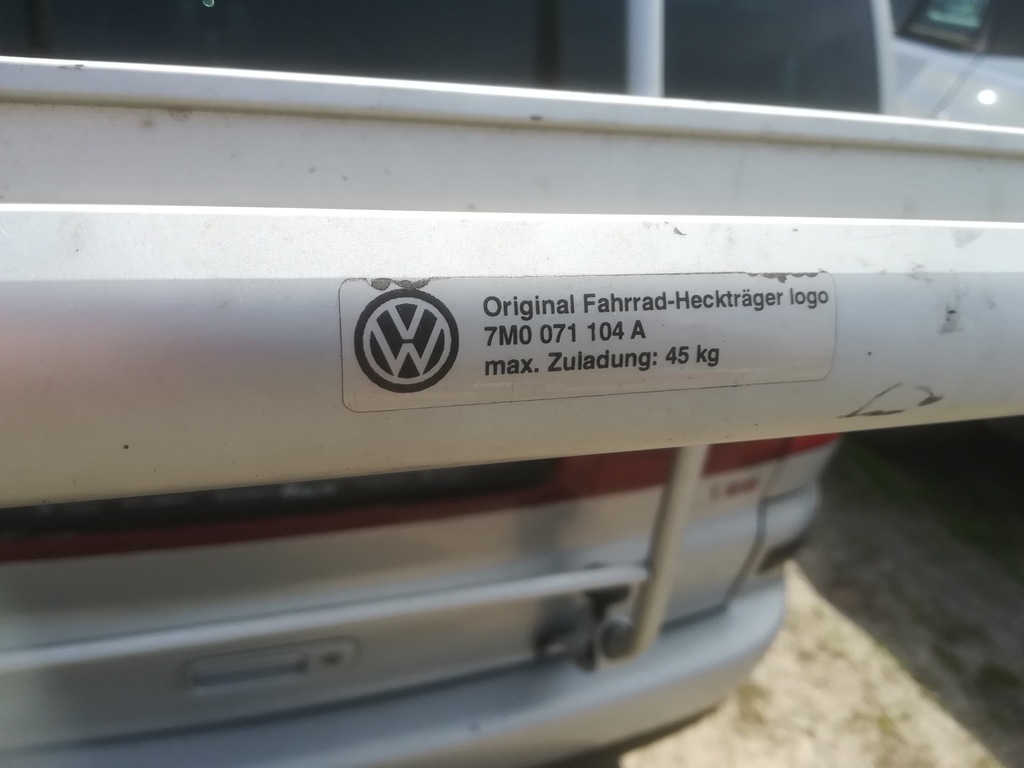 Original Fahrrad-Heckträger logo
7M0 071 104 A
max. Zuladung: 45 kg